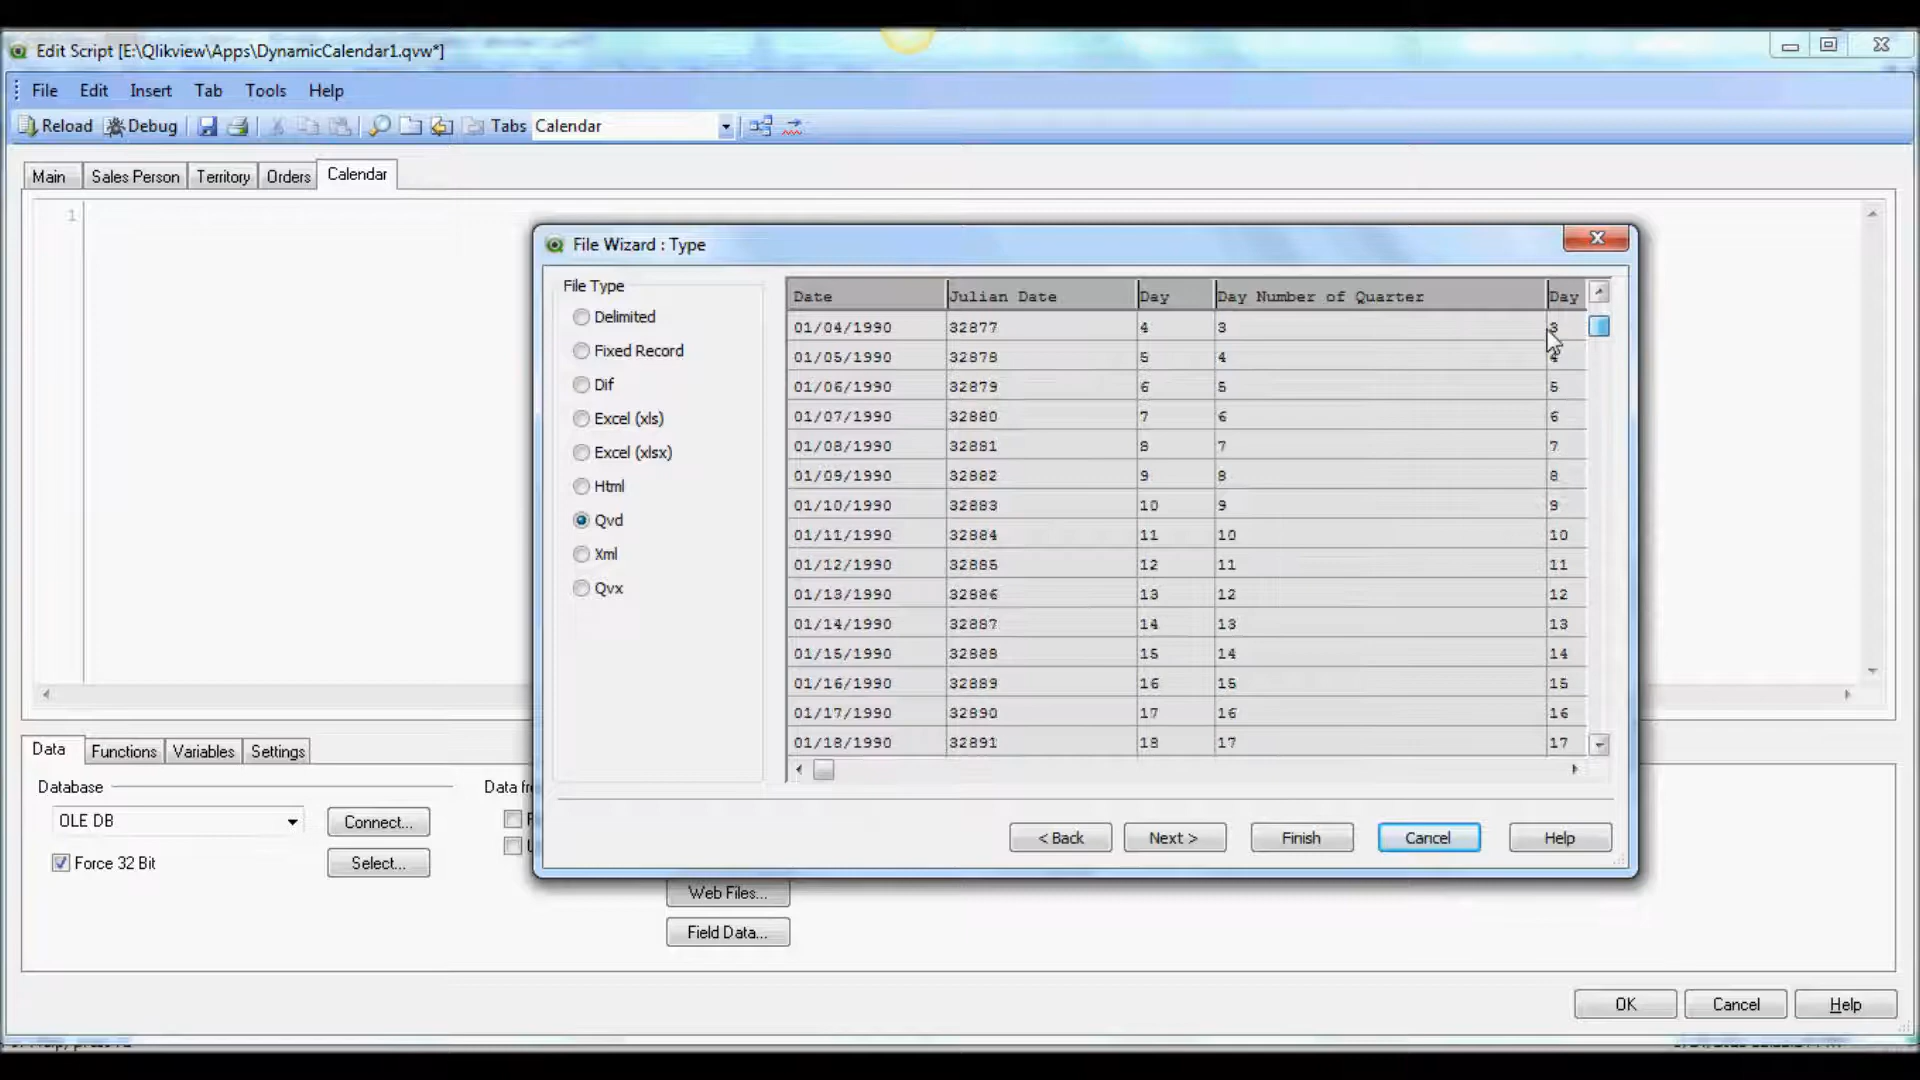 Edit Script [E:\Qlikview\Apps\DynamicCalendar1.qvw*]
File Edit Insert Tab Tools Help
Reload Debug Tabs Calendar
Main Sales Person Territory Orders Calendar
1
File Wizard : Type
File Type
Delimited
Fixed Record
Dif
Excel (xls)
Excel (xlsx)
Html
Qvd
Xml
Qvx
Date Julian Date Day Day Number of Quarter Day
01/04/1990 32877 4 3 3
01/05/1990 32878 5 4 4
01/06/1990 32879 6 5 5
01/07/1990 32880 7 6 6
01/08/1990 32881 8 7 7
01/09/1990 32882 9 8 8
01/10/1990 32883 10 9 9
01/11/1990 32884 11 10 10
01/12/1990 32885 12 11 11
01/13/1990 32886 13 12 12
01/14/1990 32887 14 13 13
01/15/1990 32888 15 14 14
01/16/1990 32889 16 15 15
01/17/1990 32890 17 16 16
01/18/1990 32891 18 17 17
< Back Next > Finish Cancel Help
Data Functions Variables Settings
Database
OLE DB
Connect...
Force 32 Bit
Select...
Data
Web Files...
Field Data...
OK Cancel Help